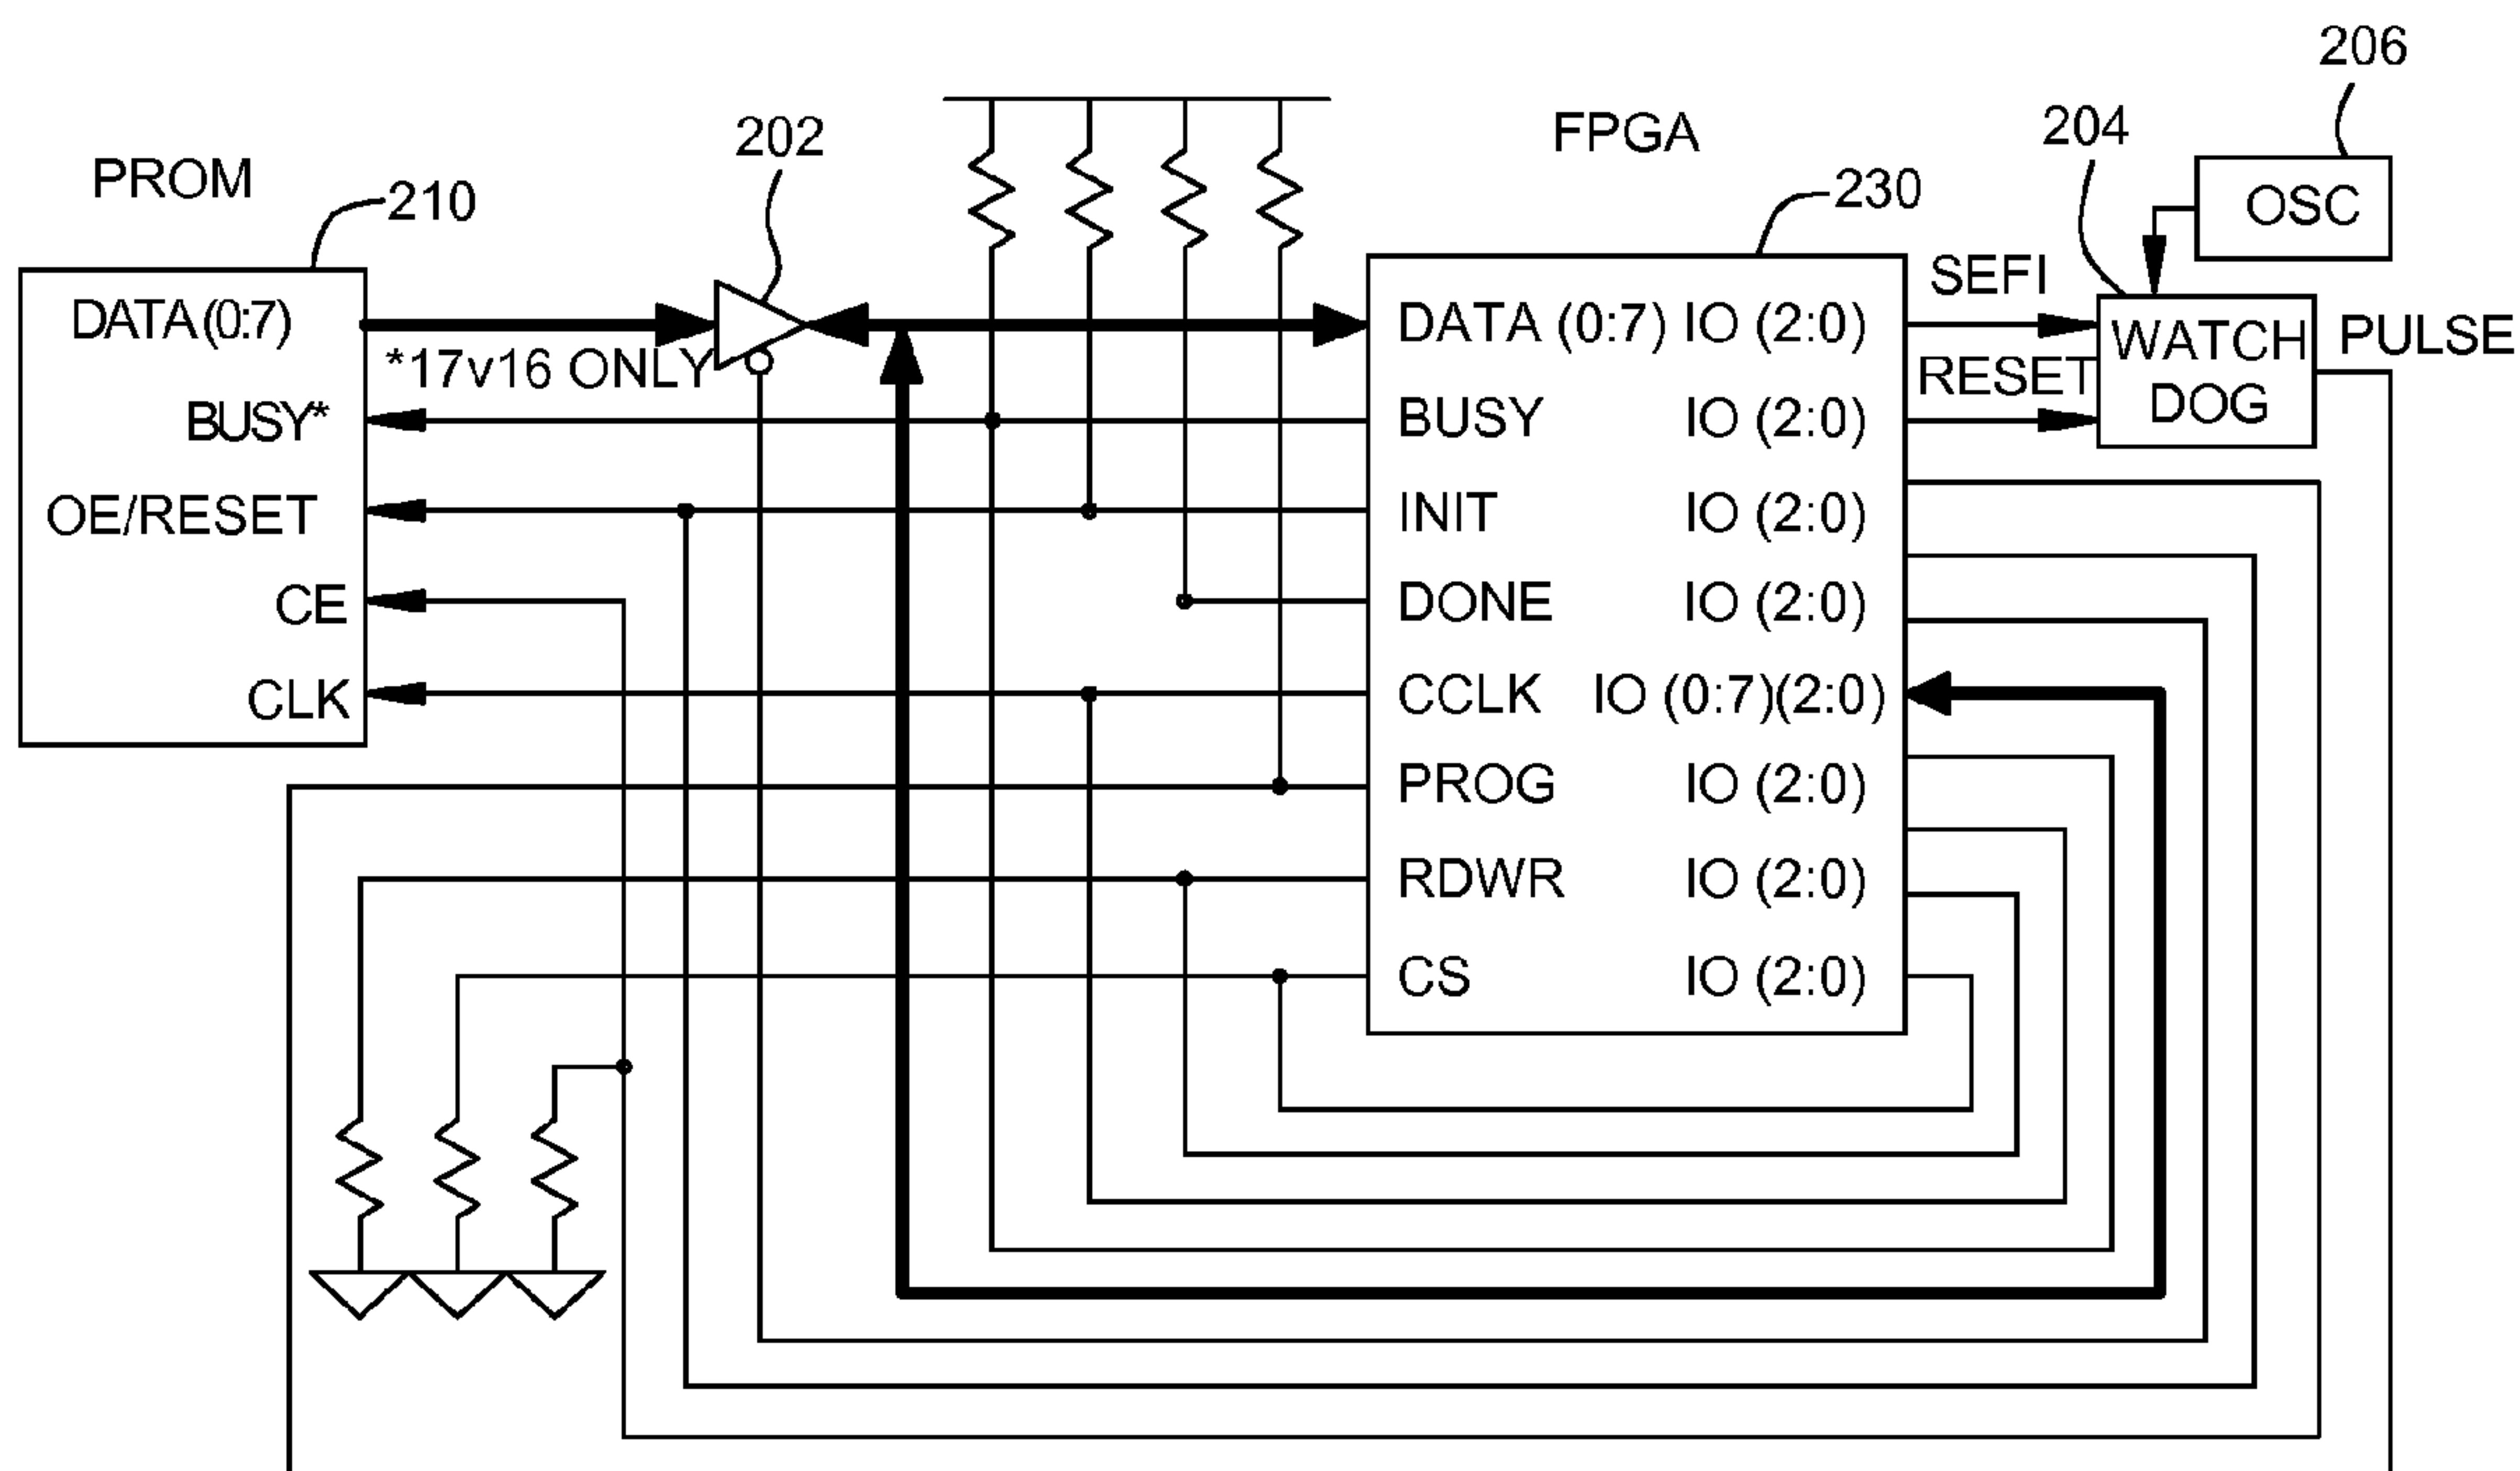 206
204
OSC
202
FPGA
PROM
210
230
SEFI
DATA(0:7)
DATA (0:7) IO (2:0)
WATCH DOG
PULSE
*17v16 ONLY
RESET
BUSY*
BUSY IO (2:0)
OE/RESET
INIT IO (2:0)
CE
DONE IO (2:0)
CLK
CCLK IO (0:7)(2:0)
PROG IO (2:0)
RDWR IO (2:0)
CS IO (2:0)